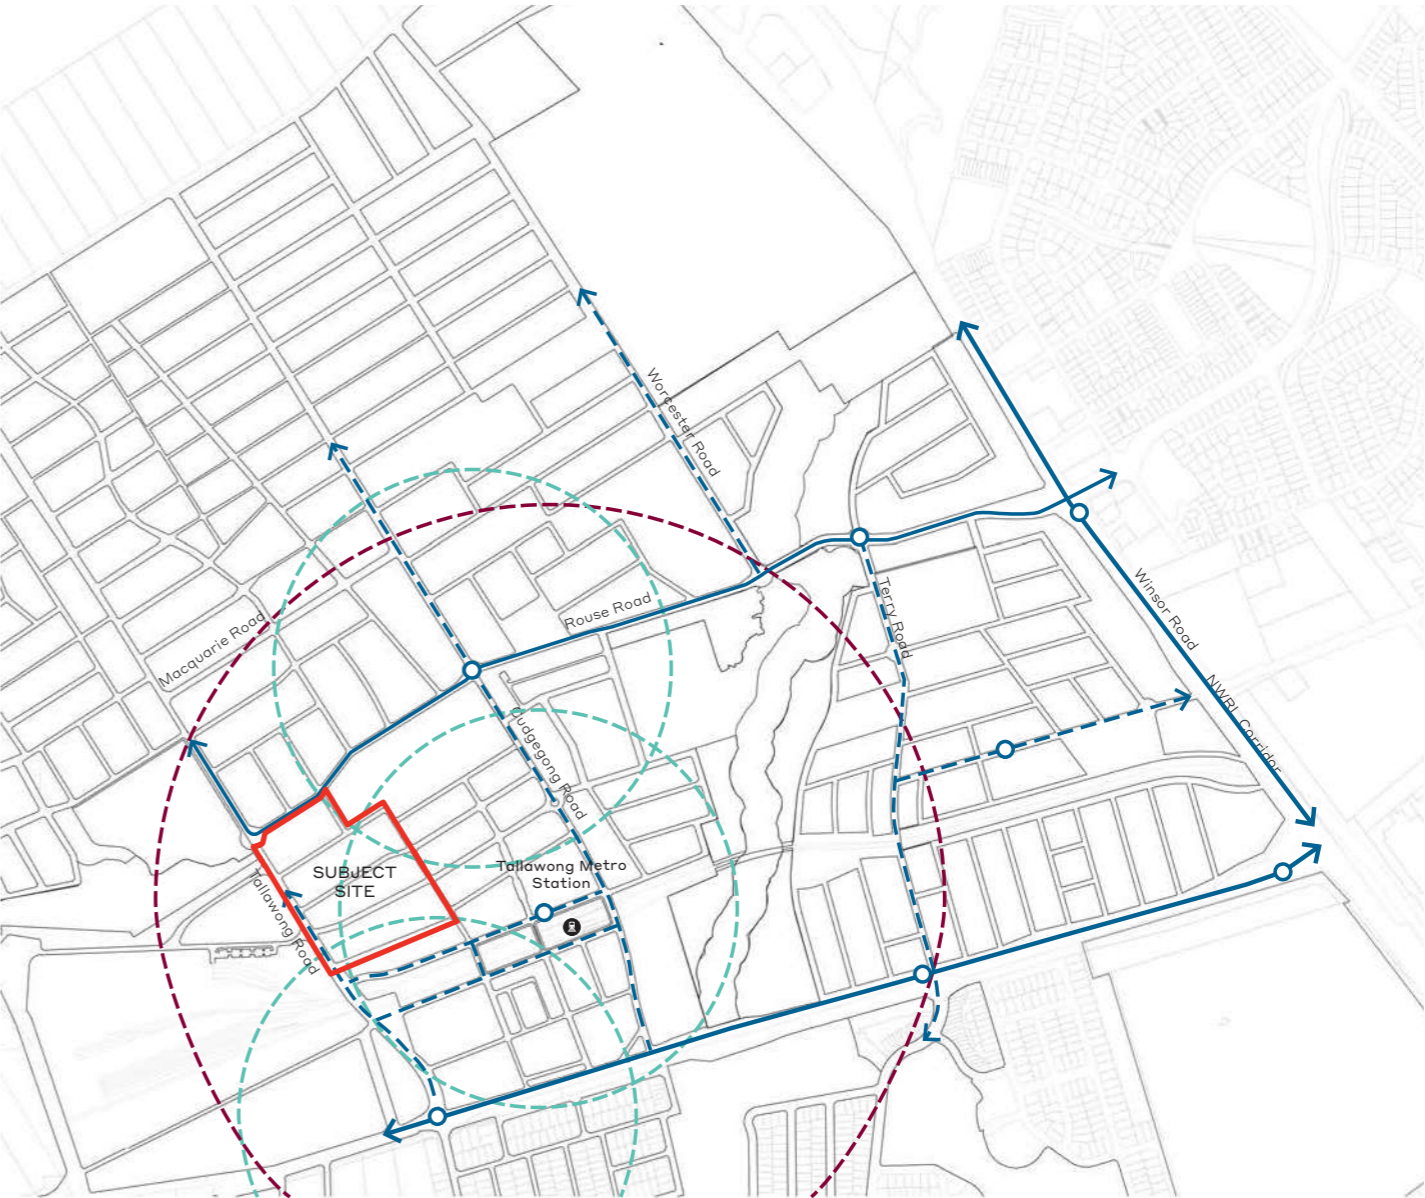 Worcester Road
Terry Road
Winsor Road
Rouse Road
Macquarie Road
NWRL Corridor
Cudgegong Road
Tallawong Metro
Station
SUBJECT
SITE
Tallawong Road